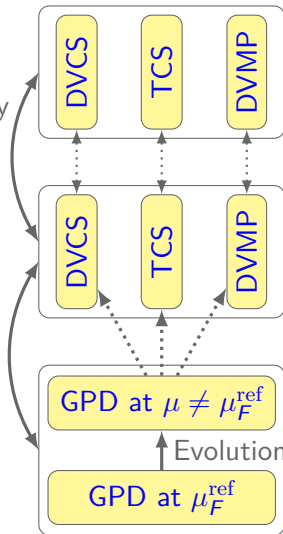 DVCS TCS DVMP
y
DVCS TCS DVMP
GPD at μ ≠ μ_F^ref
Evolution
GPD at μ_F^ref